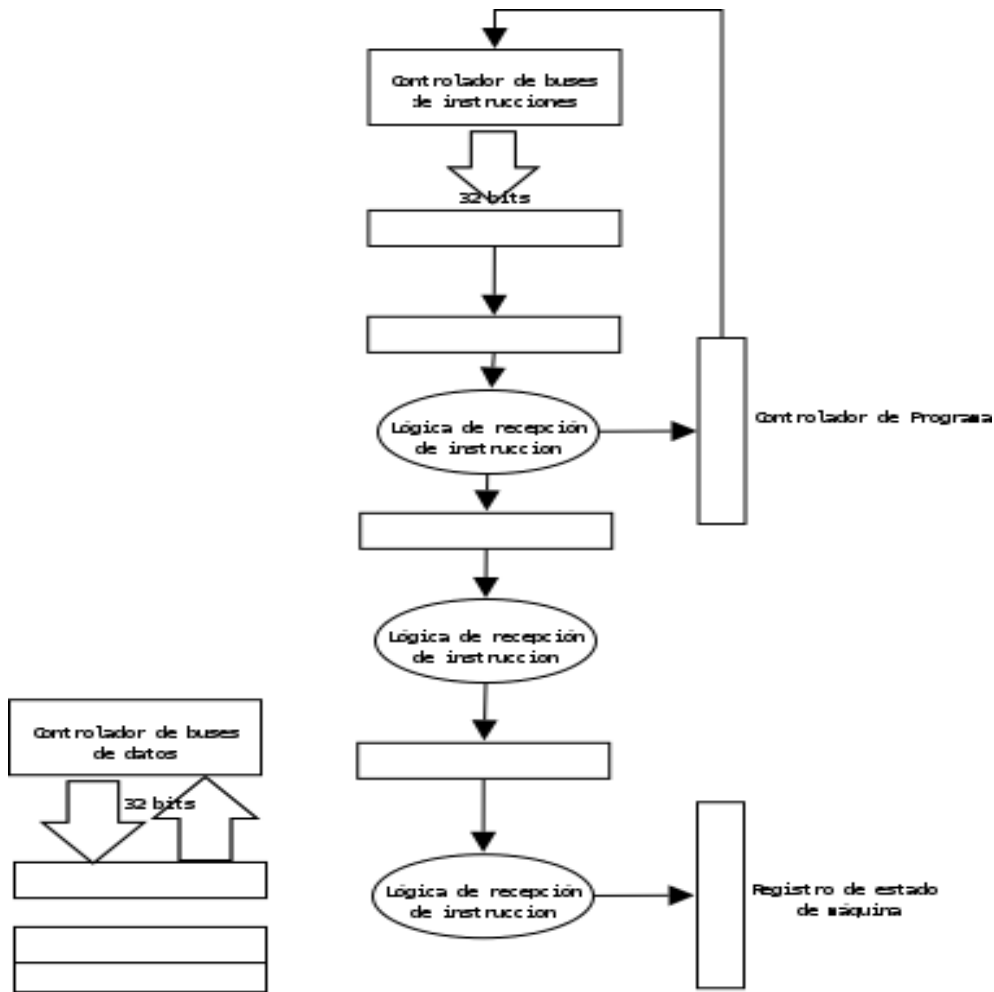 Controlador de buses
de instrucciones
32 bits
Lógica de recepción
de instruccion
Controlador de Programa
Lógica de recepción
de instruccion
Controlador de buses
de datos
32 bits
Lógica de recepción
de instruccion
Registro de estado
de máquina